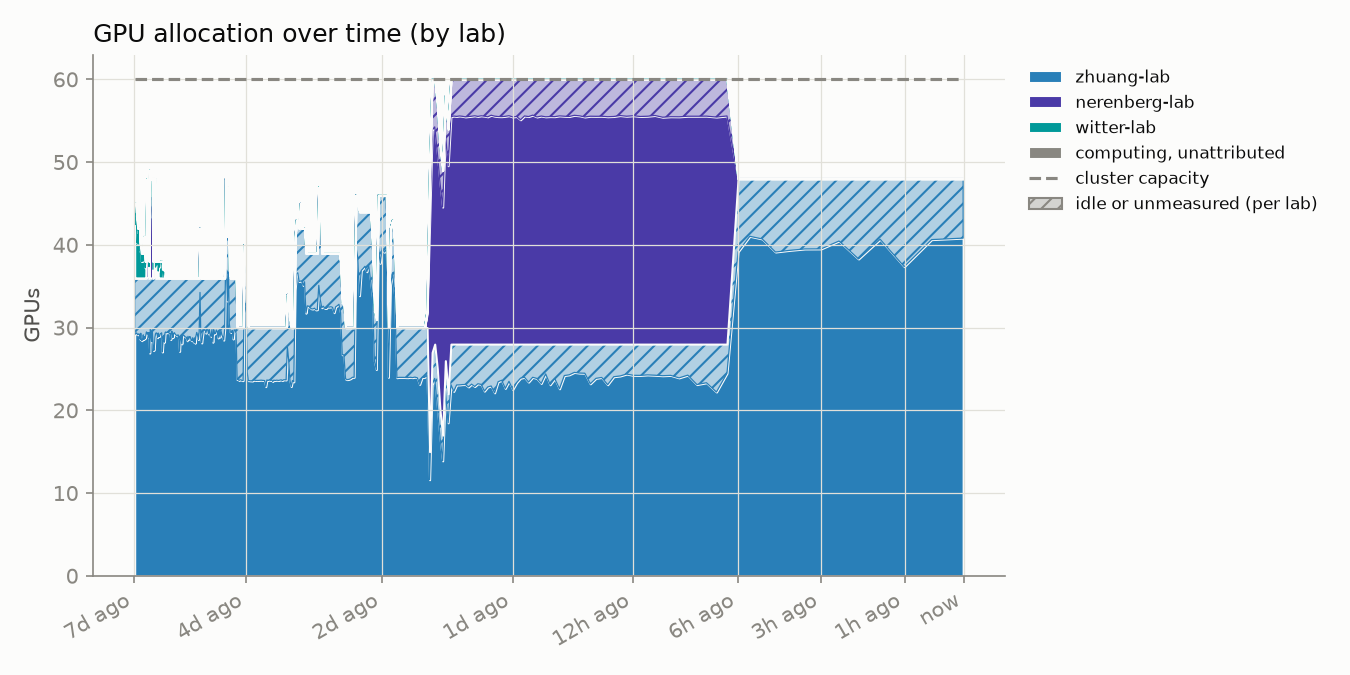 GPU allocation over time (by lab)
GPUs
60
50
40
30
20
10
0
7d ago
4d ago
2d ago
1d ago
12h ago
6h ago
3h ago
1h ago
now
zhuang-lab
nerenberg-lab
witter-lab
computing, unattributed
cluster capacity
idle or unmeasured (per lab)